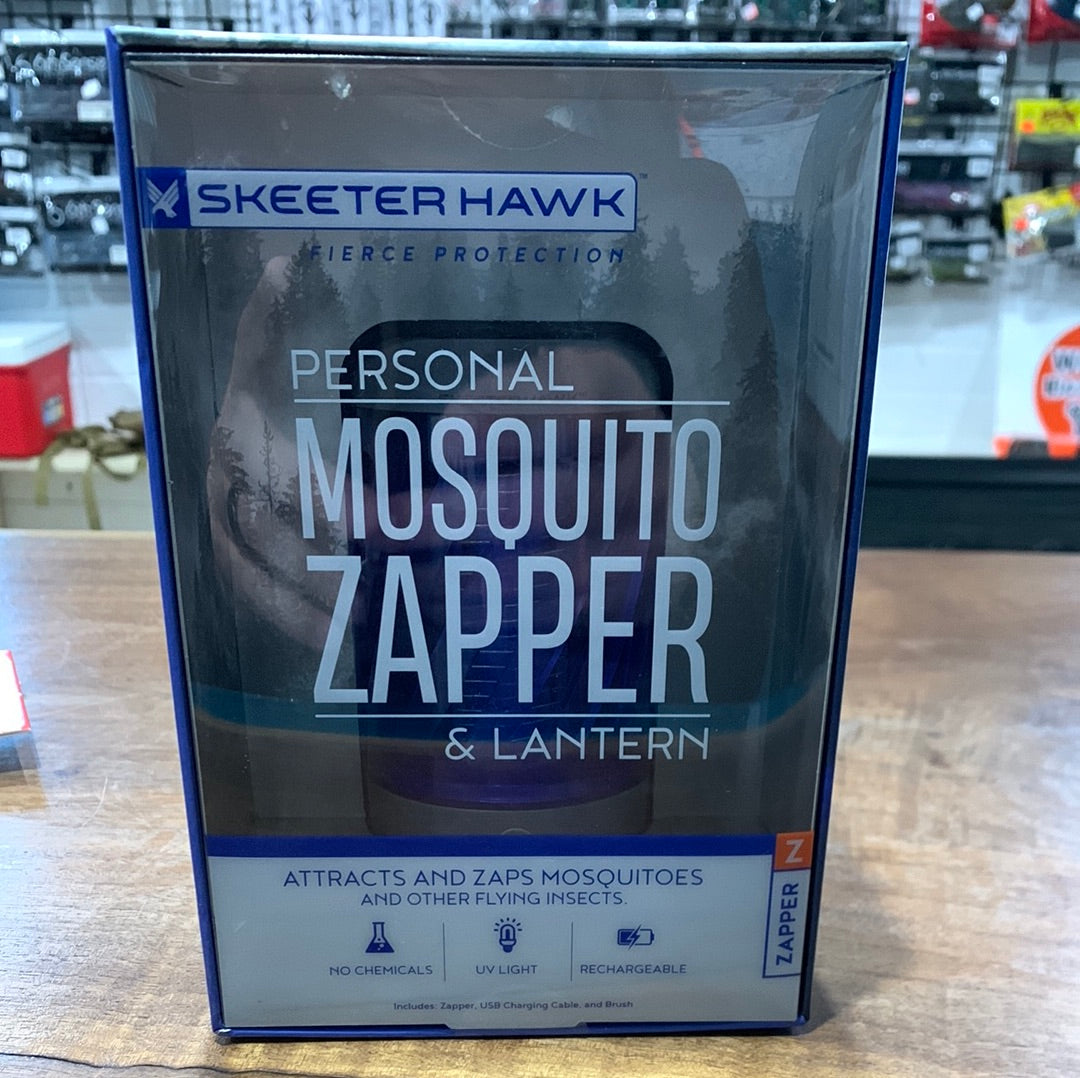 SKEETER HAWK™
FIERCE PROTECTION
PERSONAL
MOSQUITO
ZAPPER
& LANTERN
Z
ZAPPER
ATTRACTS AND ZAPS MOSQUITOES
AND OTHER FLYING INSECTS.
NO CHEMICALS
UV LIGHT
RECHARGEABLE
Includes: Zapper, USB Charging Cable, and Brush